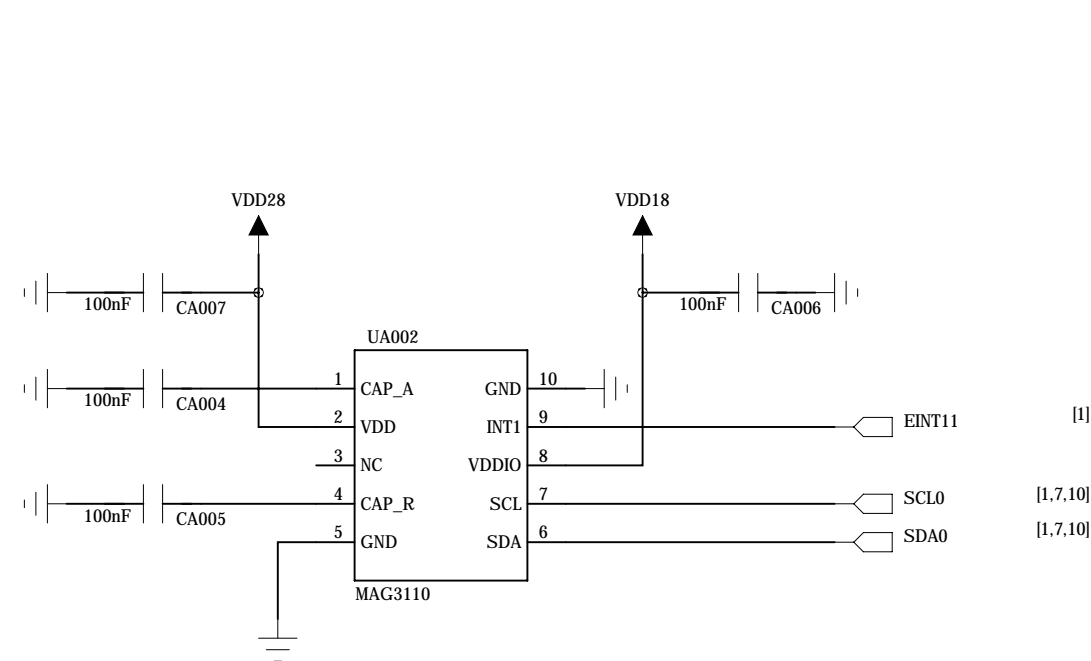 VDD28
VDD18
100nF
CA007
100nF
CA006
UA002
1
CAP_A
GND
10
100nF
CA004
2
VDD
INT1
9
EINT11
[1]
3
NC
VDDIO
8
100nF
CA005
4
CAP_R
SCL
7
SCL0
[1,7,10]
5
GND
SDA
6
SDA0
[1,7,10]
MAG3110